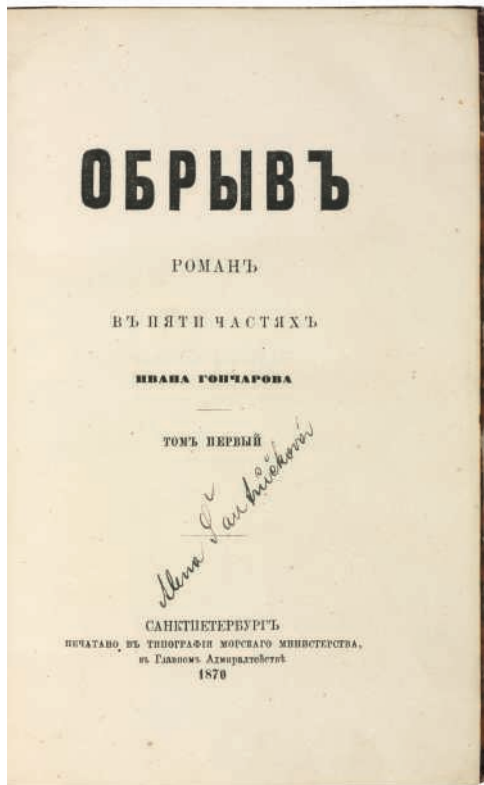 ОБРЫВЪ
РОМАНЪ
ВЪ ПЯТИ ЧАСТЯХЪ
ИВАНА ГОНЧАРОВА
ТОМЪ ПЕРВЫЙ
Alena
САНКТПЕТЕРБУРГЪ
ПЕЧАТАНО ВЪ ТИПОГРАФІИ МОРСКАГО МИНИСТЕРСТВА,
въ Главномъ Адмиралтействѣ
1870